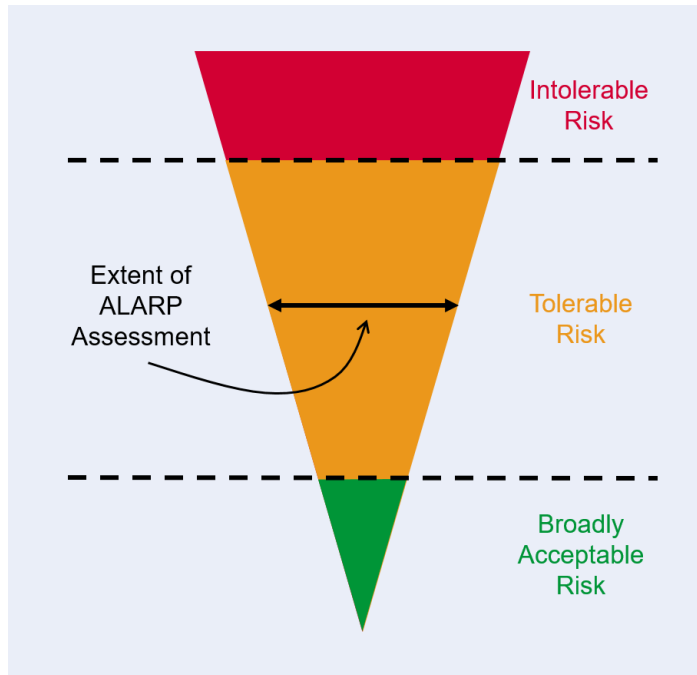 Intolerable
Risk
Extent of
ALARP
Assessment
Tolerable
Risk
Broadly
Acceptable
Risk